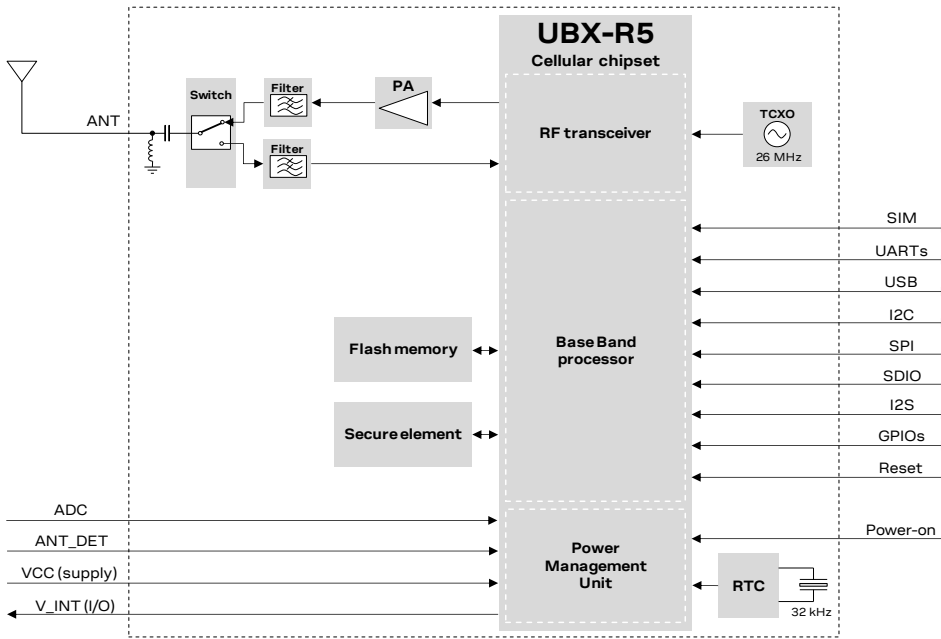 UBX-R5
Cellular chipset
ANT
Switch
Filter
PA
Filter
RF transceiver
TCXO
26 MHz
SIM
UARTs
USB
I2C
SPI
SDIO
I2S
GPIOs
Reset
Flash memory
Secure element
Base Band
processor
ADC
ANT_DET
VCC (supply)
V_INT (I/O)
Power
Management
Unit
Power-on
RTC
32 kHz